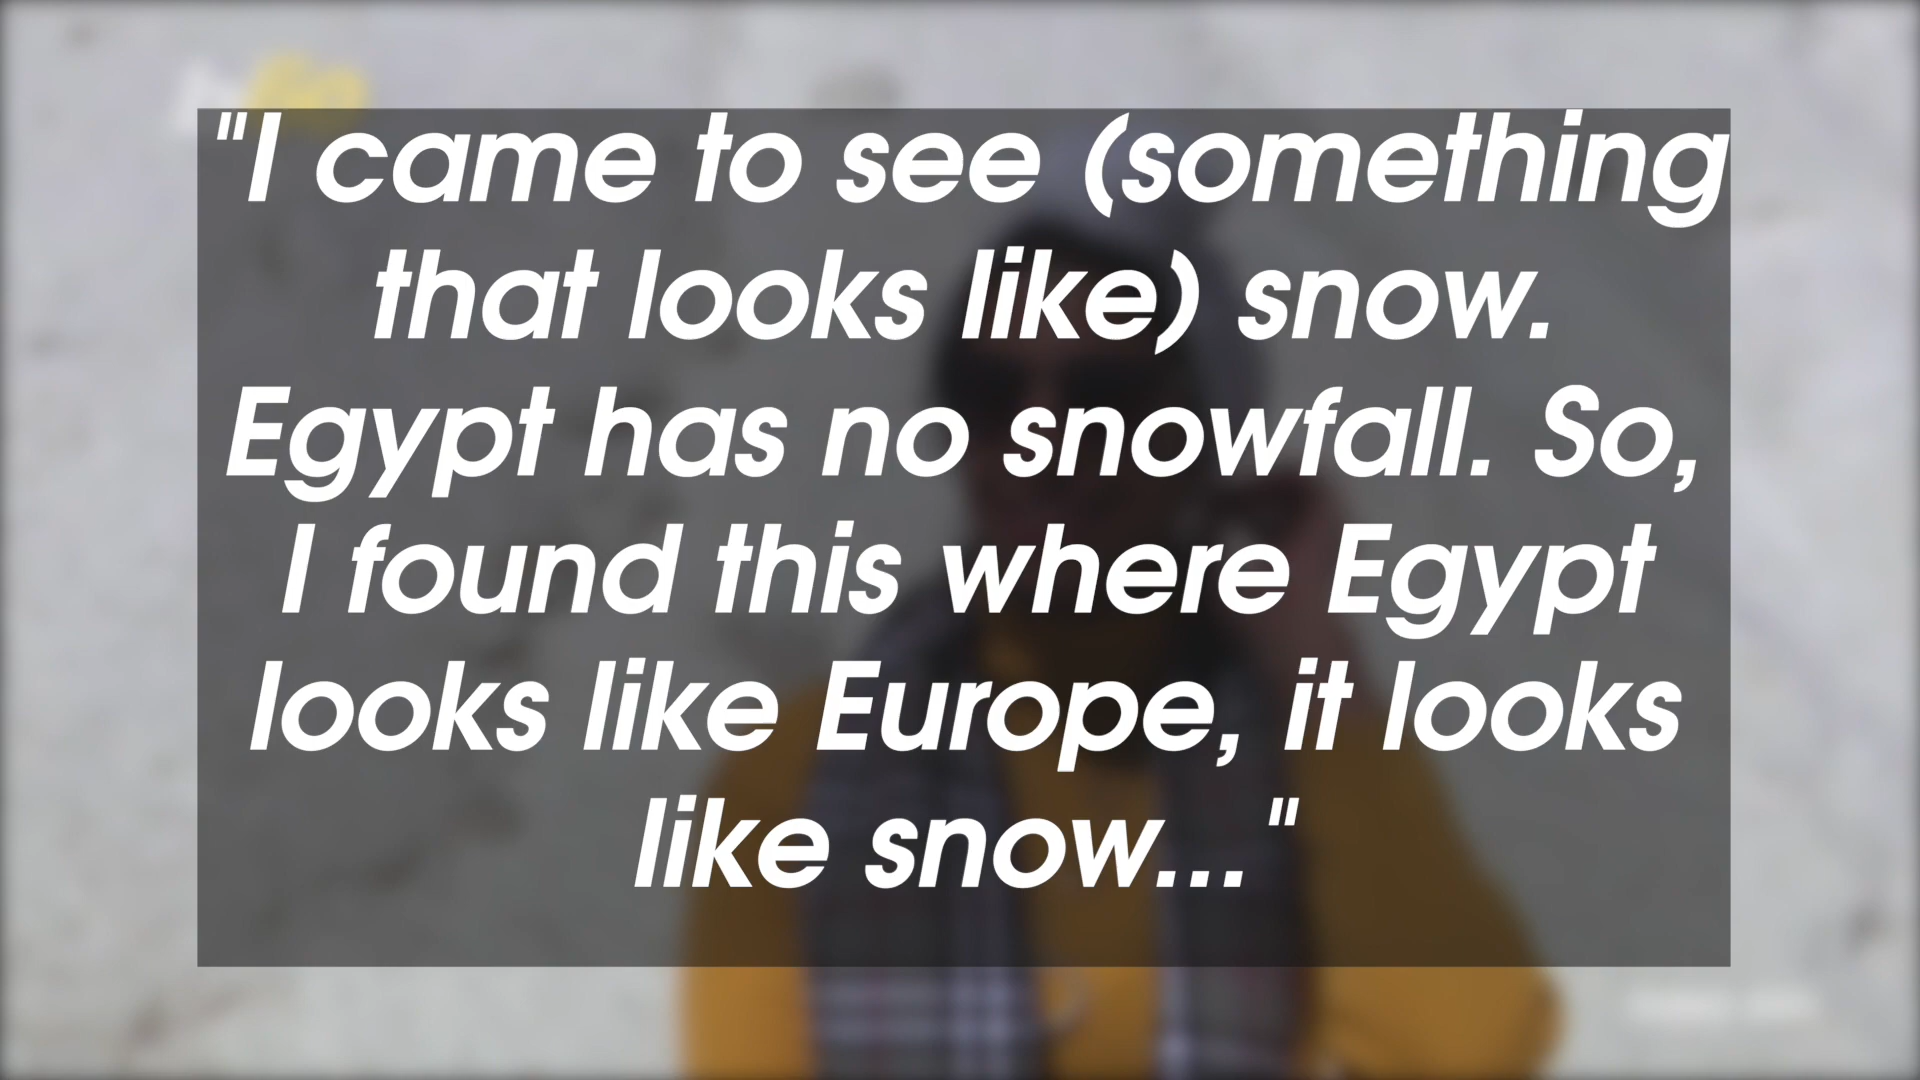 "I came to see (something
that looks like) snow.
Egypt has no snowfall. So,
I found this where Egypt
looks like Europe, it looks
like snow..."